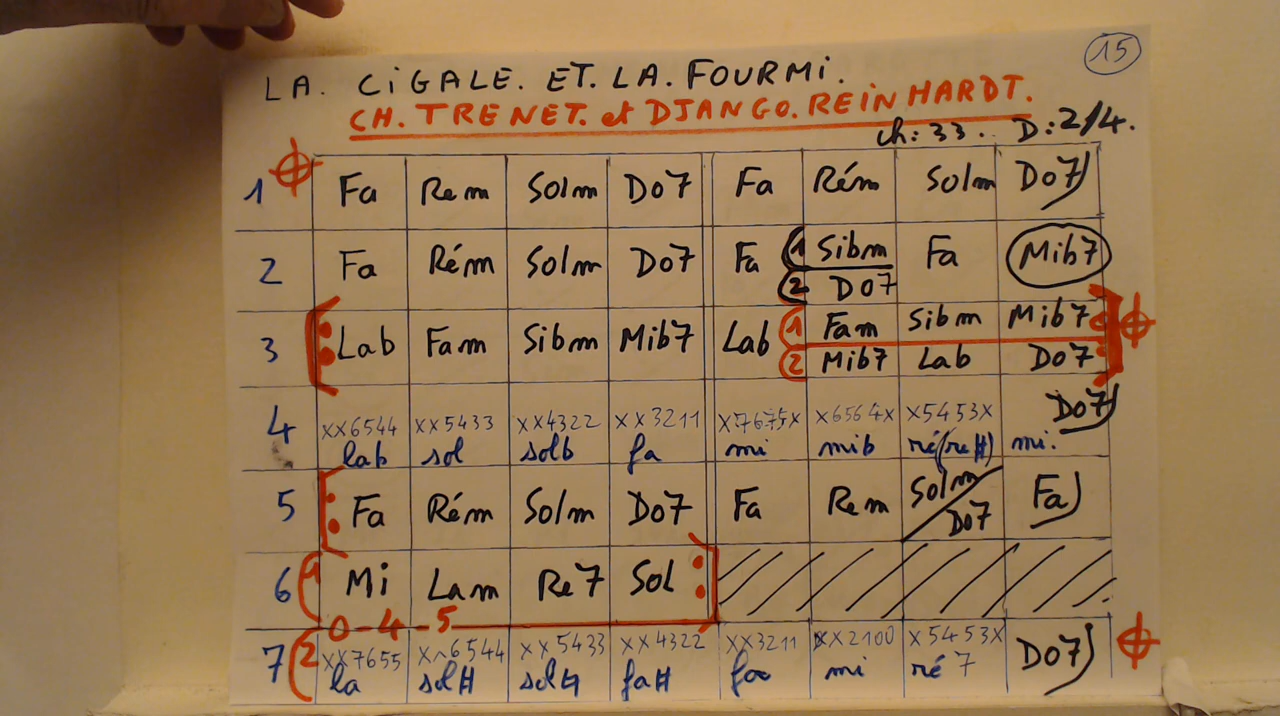 15
LA. CiGALE. ET. LA. FOURMi.
CH. TRENET. et DJANGO. REiNHARDT.
ch: 33. D: 2/4.
1 Fa Rem Solm Do7 Fa Rém Solm Do7
2 Fa Rém Solm Do7 Fa 1 Sibm Fa Mib7
2 Do7
3 Lab Fam Sibm Mib7 Lab 1 Fam Sibm Mib7
2 Mib7 Lab Do7
4 xx6544 xx5433 xx4322 xx3211 x7675x x6564x x5453x Do7
lab sol solb fa mi mib ré(ré#) mi.
5 Fa Rém Solm Do7 Fa Rem Solm/Do7 Fa
6 1 Mi Lam Re7 Sol
0-4-5
7 2 xx7655 xx6544 xx5433 xx4322 xx3211 xx2100 x5453x Do7
la sol# sol♮ fa# fa mi ré 7